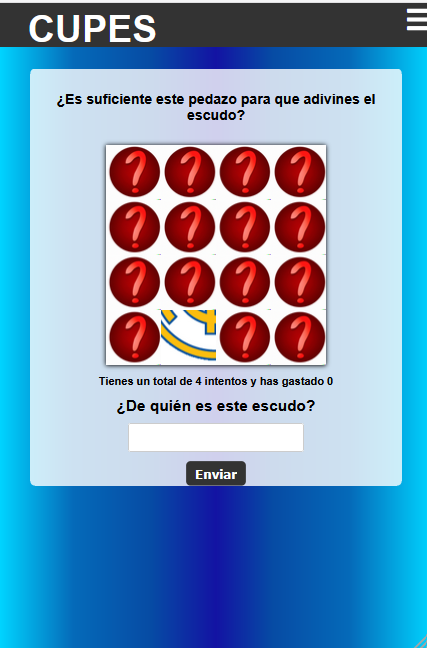 CUPES
¿Es suficiente este pedazo para que adivines el
escudo?
? ? ? ?
? ? ? ?
? ? ? ?
? ? ?
Tienes un total de 4 intentos y has gastado 0
¿De quién es este escudo?
Enviar